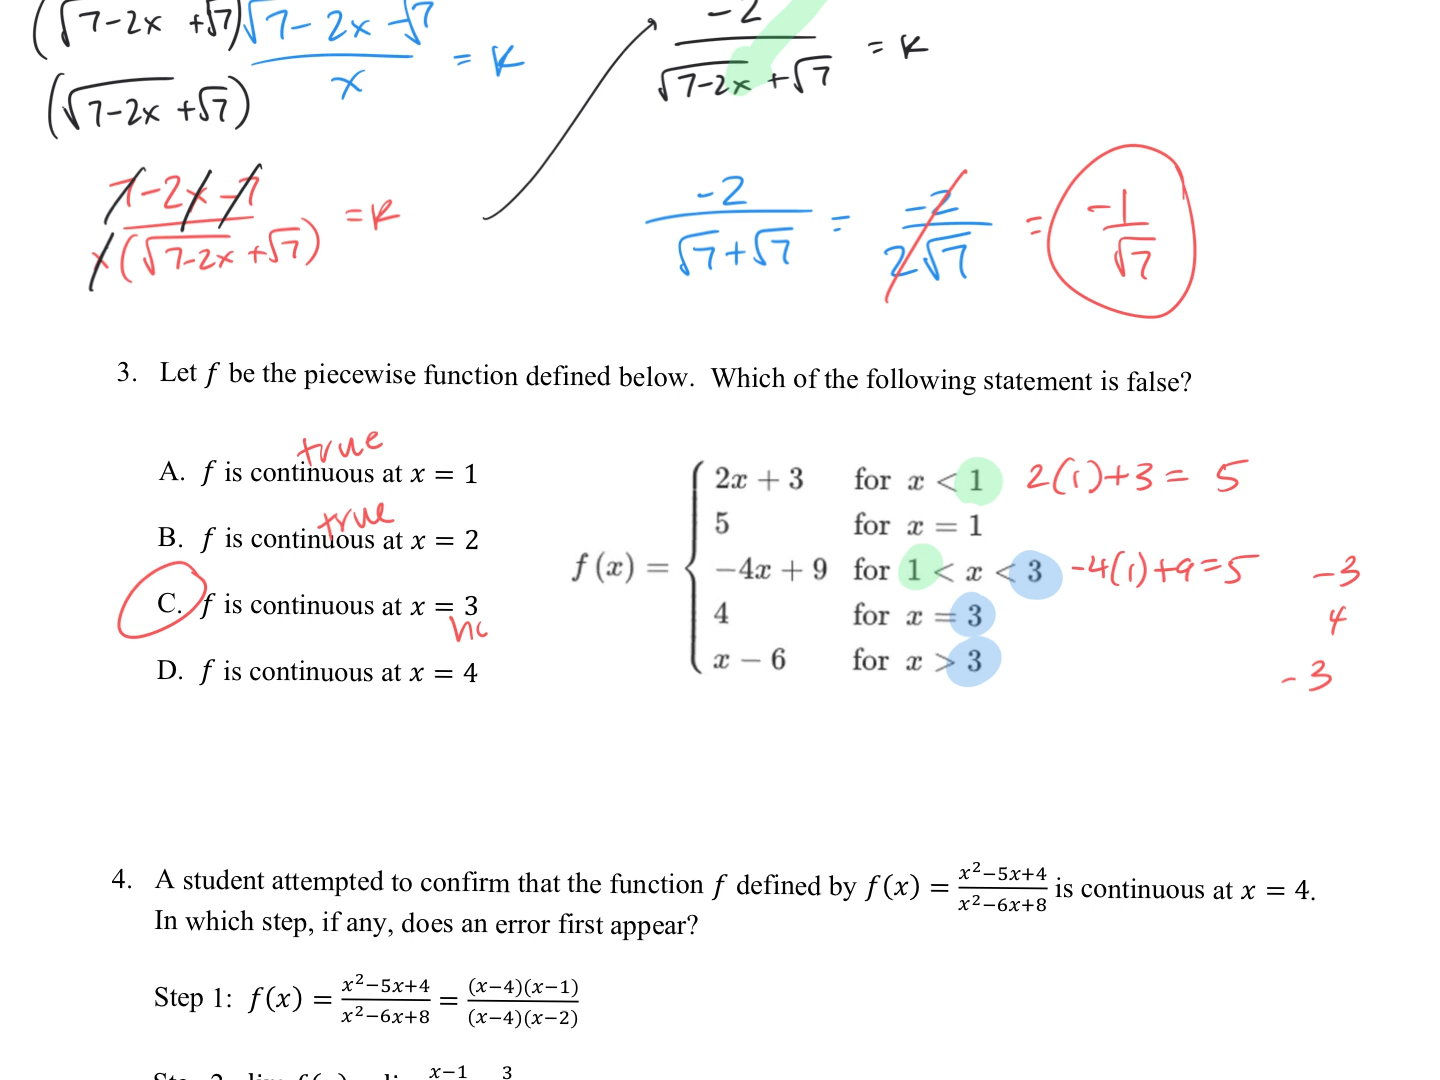 (√7-2x +√7) √7-2x -√7
(√7-2x +√7) x = K
-2
√7-2x +√7 = K
7-2x-7
x(√7-2x +√7) = K
-2 / √7+√7 = -2 / 2√7 = -1 / √7
3. Let f be the piecewise function defined below. Which of the following statement is false?
true
A. f is continuous at x = 1
true
B. f is continuous at x = 2
C. f is continuous at x = 3
no
D. f is continuous at x = 4
f(x) = {
2x + 3 for x < 1 2(1)+3 = 5
5 for x = 1
−4x + 9 for 1 < x < 3 -4(1)+9=5 -3
4 for x = 3 4
x − 6 for x > 3 -3
4. A student attempted to confirm that the function f defined by f(x) = x²−5x+4 / x²−6x+8 is continuous at x = 4.
In which step, if any, does an error first appear?
Step 1: f(x) = x²−5x+4 / x²−6x+8 = (x−4)(x−1) / (x−4)(x−2)
x−1 3